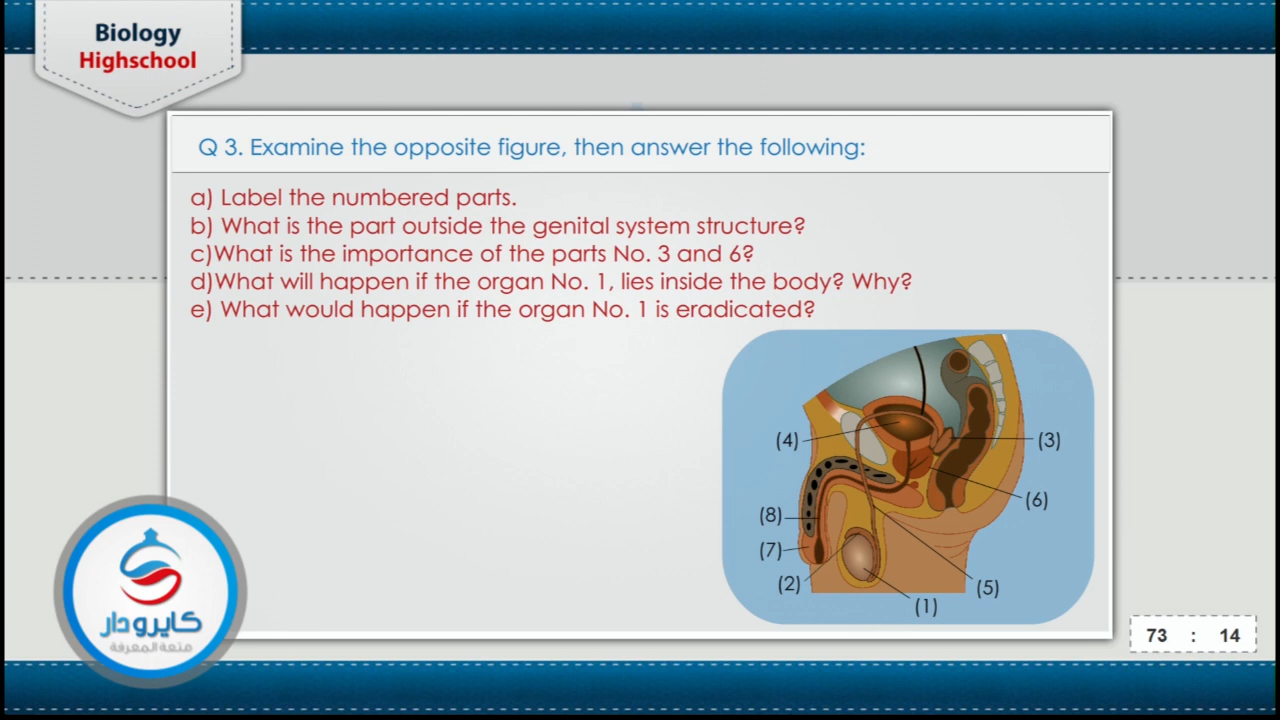 Biology
Highschool
Q 3. Examine the opposite figure, then answer the following:
a) Label the numbered parts.
b) What is the part outside the genital system structure?
c)What is the importance of the parts No. 3 and 6?
d)What will happen if the organ No. 1, lies inside the body? Why?
e) What would happen if the organ No. 1 is eradicated?
(4)
(3)
(6)
(8)
(7)
(2)
(5)
(1)
كايرودار
متعة المعرفة
73 : 14